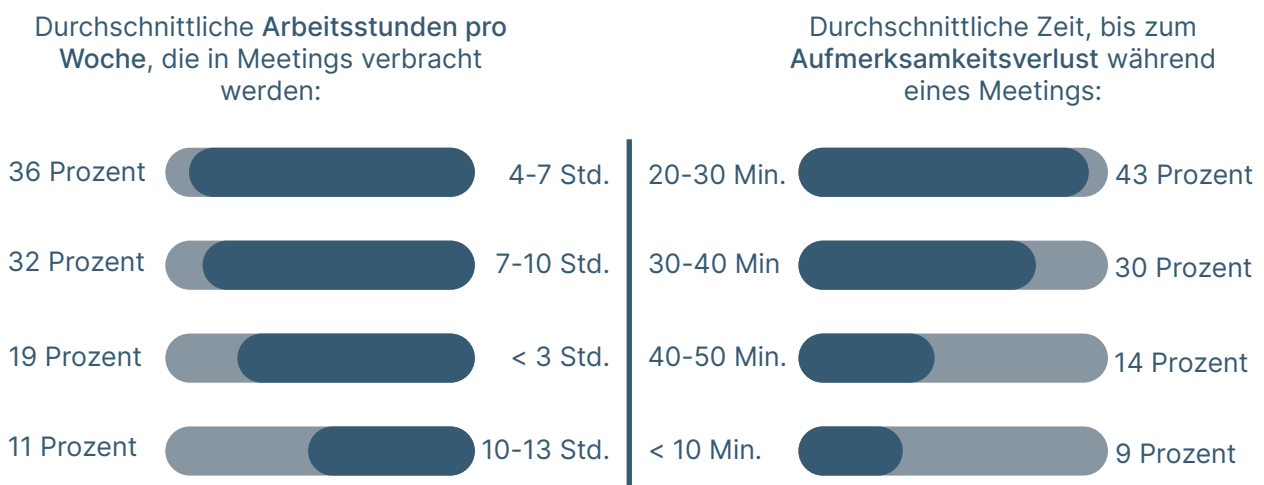 Durchschnittliche Arbeitsstunden pro
Woche, die in Meetings verbracht
werden:
36 Prozent 4-7 Std.
32 Prozent 7-10 Std.
19 Prozent < 3 Std.
11 Prozent 10-13 Std.
Durchschnittliche Zeit, bis zum
Aufmerksamkeitsverlust während
eines Meetings:
20-30 Min. 43 Prozent
30-40 Min 30 Prozent
40-50 Min. 14 Prozent
< 10 Min. 9 Prozent